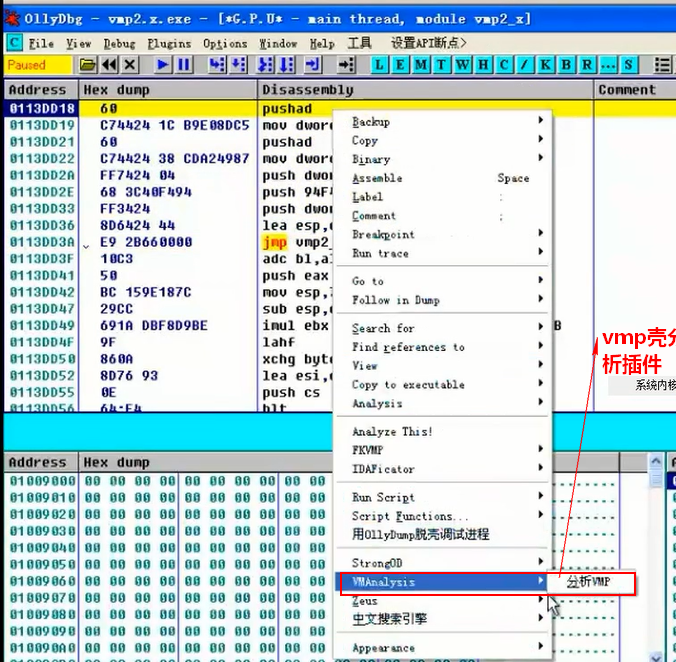 OllyDbg - vmp2.x.exe - [*G.P.U* - main thread, module vmp2_x]
C File View Debug Plugins Options Window Help 工具 设置API断点>
Paused L E M T W H C / K B R ... S
Address Hex dump Disassembly Comment
0113DD18 60 pushad
0113DD19 C74424 1C B9E08DC5 mov dwor
0113DD21 60 pushad
0113DD22 C74424 38 CDA24987 mov dwor
0113DD2A FF7424 04 push dwor
0113DD2E 68 3C40F494 push 94F4
0113DD33 FF3424 push dwor
0113DD36 8D6424 44 lea esp,
0113DD3A E9 2B660000 jmp vmp2_
0113DD3F 10C3 adc bl,al
0113DD41 50 push eax
0113DD42 BC 159E187C mov esp,
0113DD47 29CC sub esp,
0113DD49 691A DBF8D9BE imul ebx B
0113DD4F 9F lahf
0113DD50 860A xchg byte
0113DD52 8D76 93 lea esi,
0113DD55 0E push cs
0113DD56 64:F4 hlt
Backup
Copy
Binary
Assemble Space
Label :
Comment ;
Breakpoint
Run trace
Go to
Follow in Dump
Search for
Find references to
View
Copy to executable
Analysis
Analyze This!
FKVMP
IDAFicator
Run Script
Script Functions...
用OllyDump脱壳调试进程
StrongOD
VMAnalysis 分析VMP
Zeus
中文搜索引擎
Appearance
vmp壳分
析插件
系统内核
Address Hex dump
01009000 00 00 00 00 00 00 00 00 00 00
01009010 00 00 00 00 00 00 00 00 00 00
01009020 00 00 00 00 00 00 00 00 00 00
01009030 00 00 00 00 00 00 00 00 00 00
01009040 00 00 00 00 00 00 00 00 00 00
01009050 00 00 00 00 00 00 00 00 00 00
01009060 00 00 00 00 00 00 00 00 00 00
01009070 00 00 00 00 00 00 00 00 00 00
01009080 00 00 00 00 00 00 00 00 00 00
01009090 00 00 00 00 00 00 00 00 00 00
010090A0 00 00 00 00 00 00 00 00 00 00